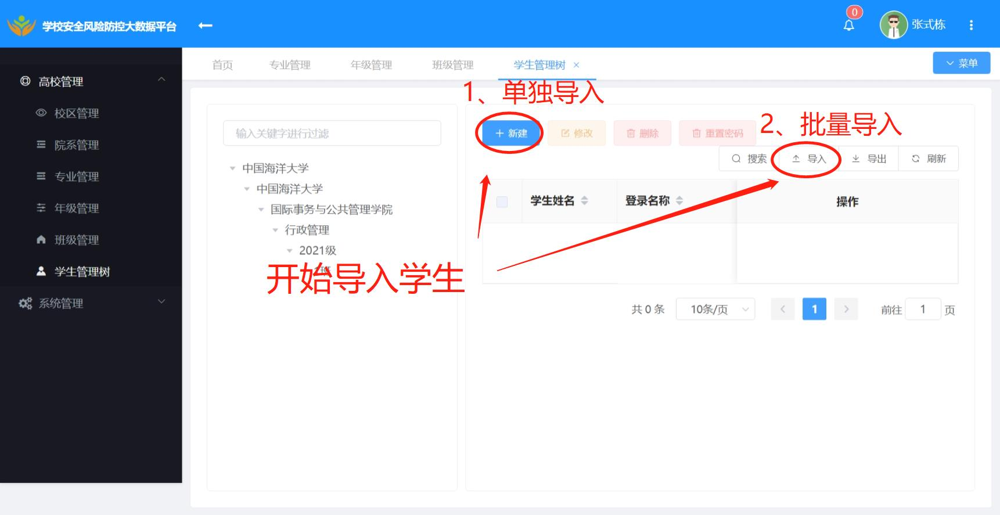 学校安全风险防控大数据平台
0
张式栋
首页
专业管理
年级管理
班级管理
学生管理树
菜单
高校管理
校区管理
院系管理
专业管理
年级管理
班级管理
学生管理树
系统管理
输入关键字进行过滤
中国海洋大学
中国海洋大学
国际事务与公共管理学院
行政管理
2021级
1班
开始导入学生
1、单独导入
新建
修改
删除
重置密码
2、批量导入
搜索
导入
导出
刷新
学生姓名
登录名称
操作
共 0 条
10条/页
1
前往 1 页